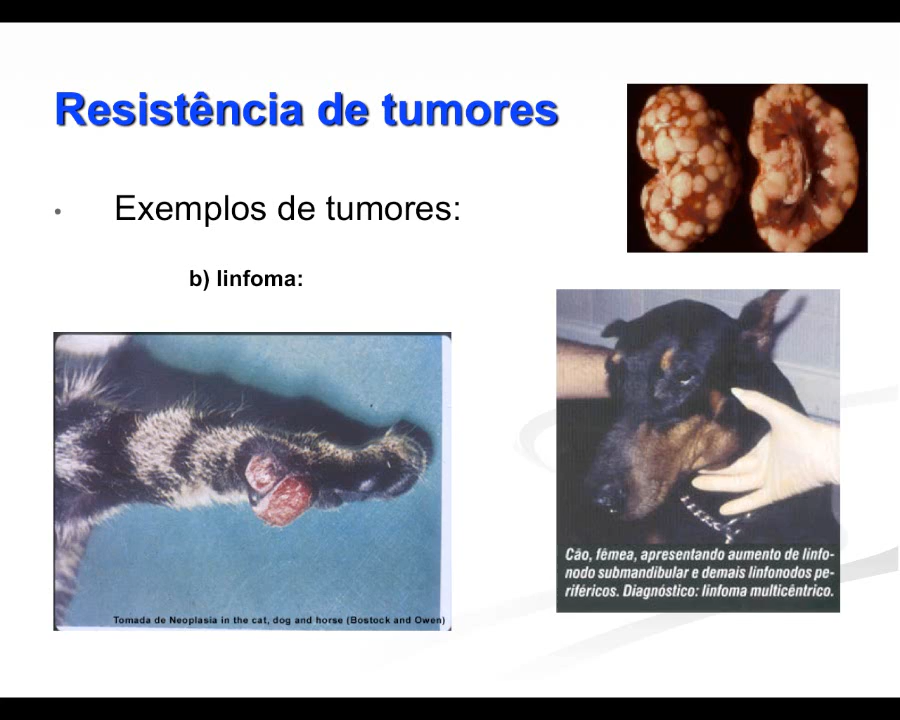 Resistência de tumores
• Exemplos de tumores:
b) linfoma:
Tomada de Neoplasia in the cat, dog and horse (Bostock and Owen)
Cão, fêmea, apresentando aumento de linfo-
nodo submandibular e demais linfonodos pe-
riféricos. Diagnóstico: linfoma multicêntrico.